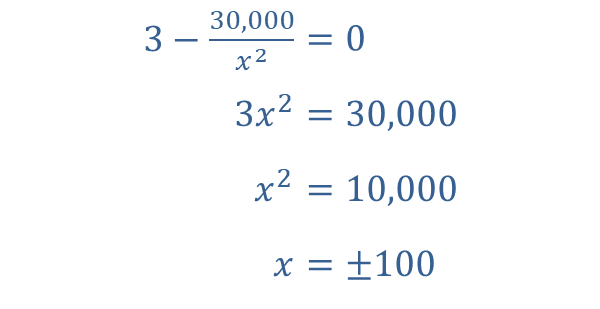 3 − 30,000/x² = 0
3x² = 30,000
x² = 10,000
x = ±100